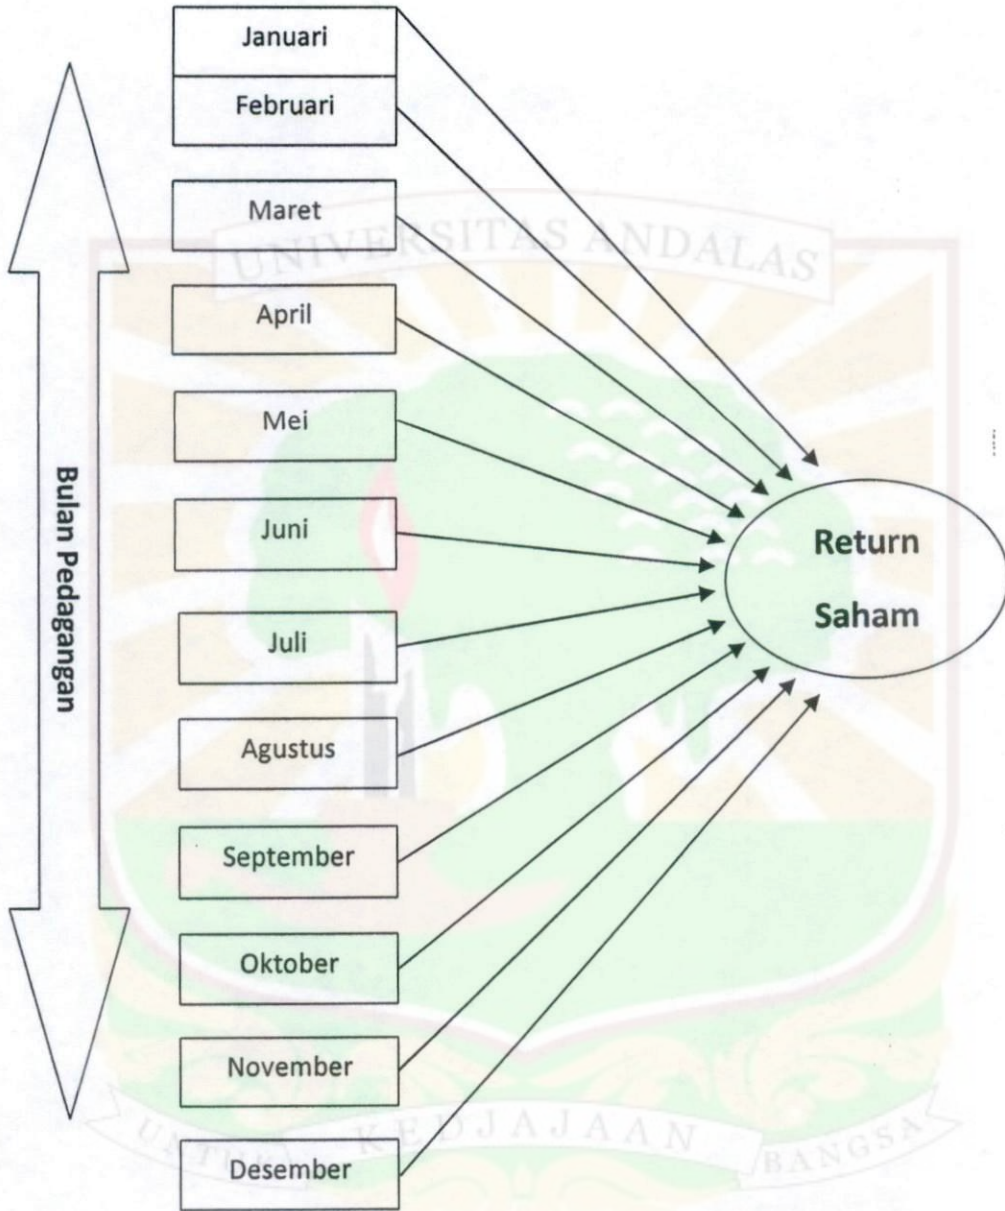 Januari
Februari
Maret
April
Mei
Juni
Juli
Agustus
September
Oktober
November
Desember
Bulan Pedagangan
Return
Saham
UNIVERSITAS ANDALAS
UNTUK KEDJAJAAN BANGSA